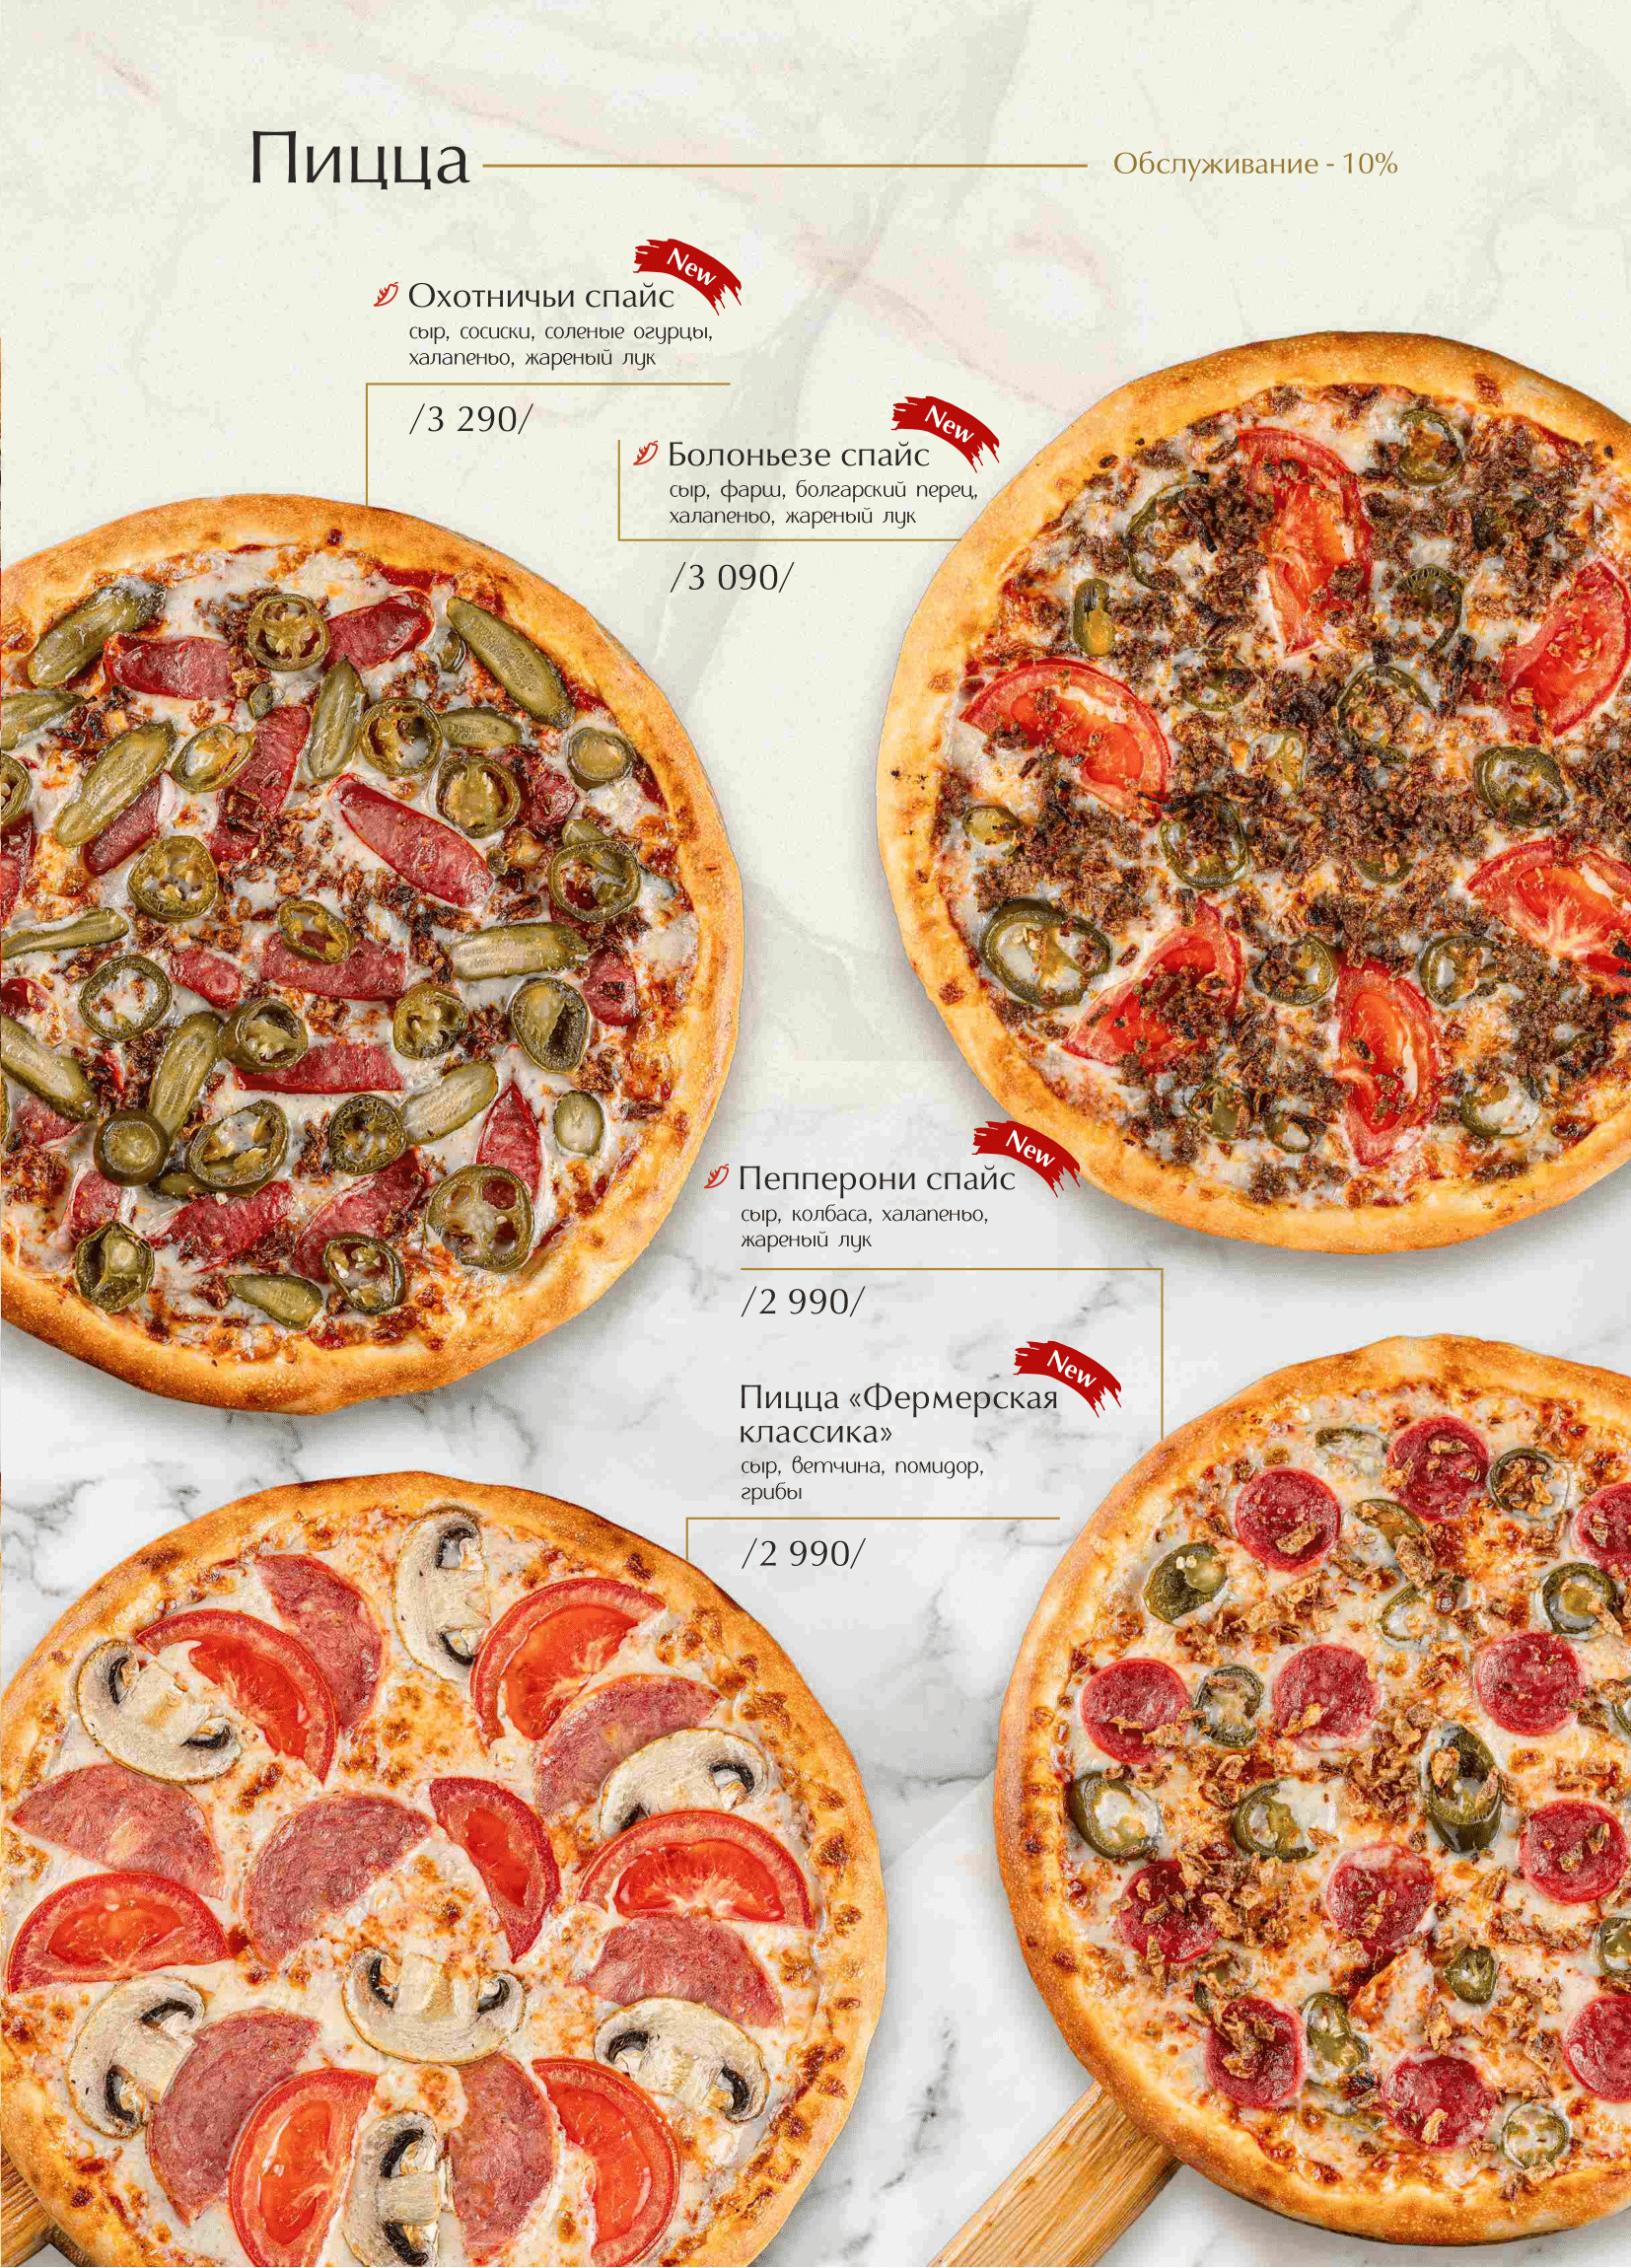 Пицца
Обслуживание - 10%
New
Охотничьи спайс
сыр, сосиски, соленые огурцы,
халапеньо, жареный лук
/3 290/
New
Болоньезе спайс
сыр, фарш, болгарский перец,
халапеньо, жареный лук
/3 090/
New
Пепперони спайс
сыр, колбаса, халапеньо,
жареный лук
/2 990/
New
Пицца «Фермерская
классика»
сыр, ветчина, помидор,
грибы
/2 990/